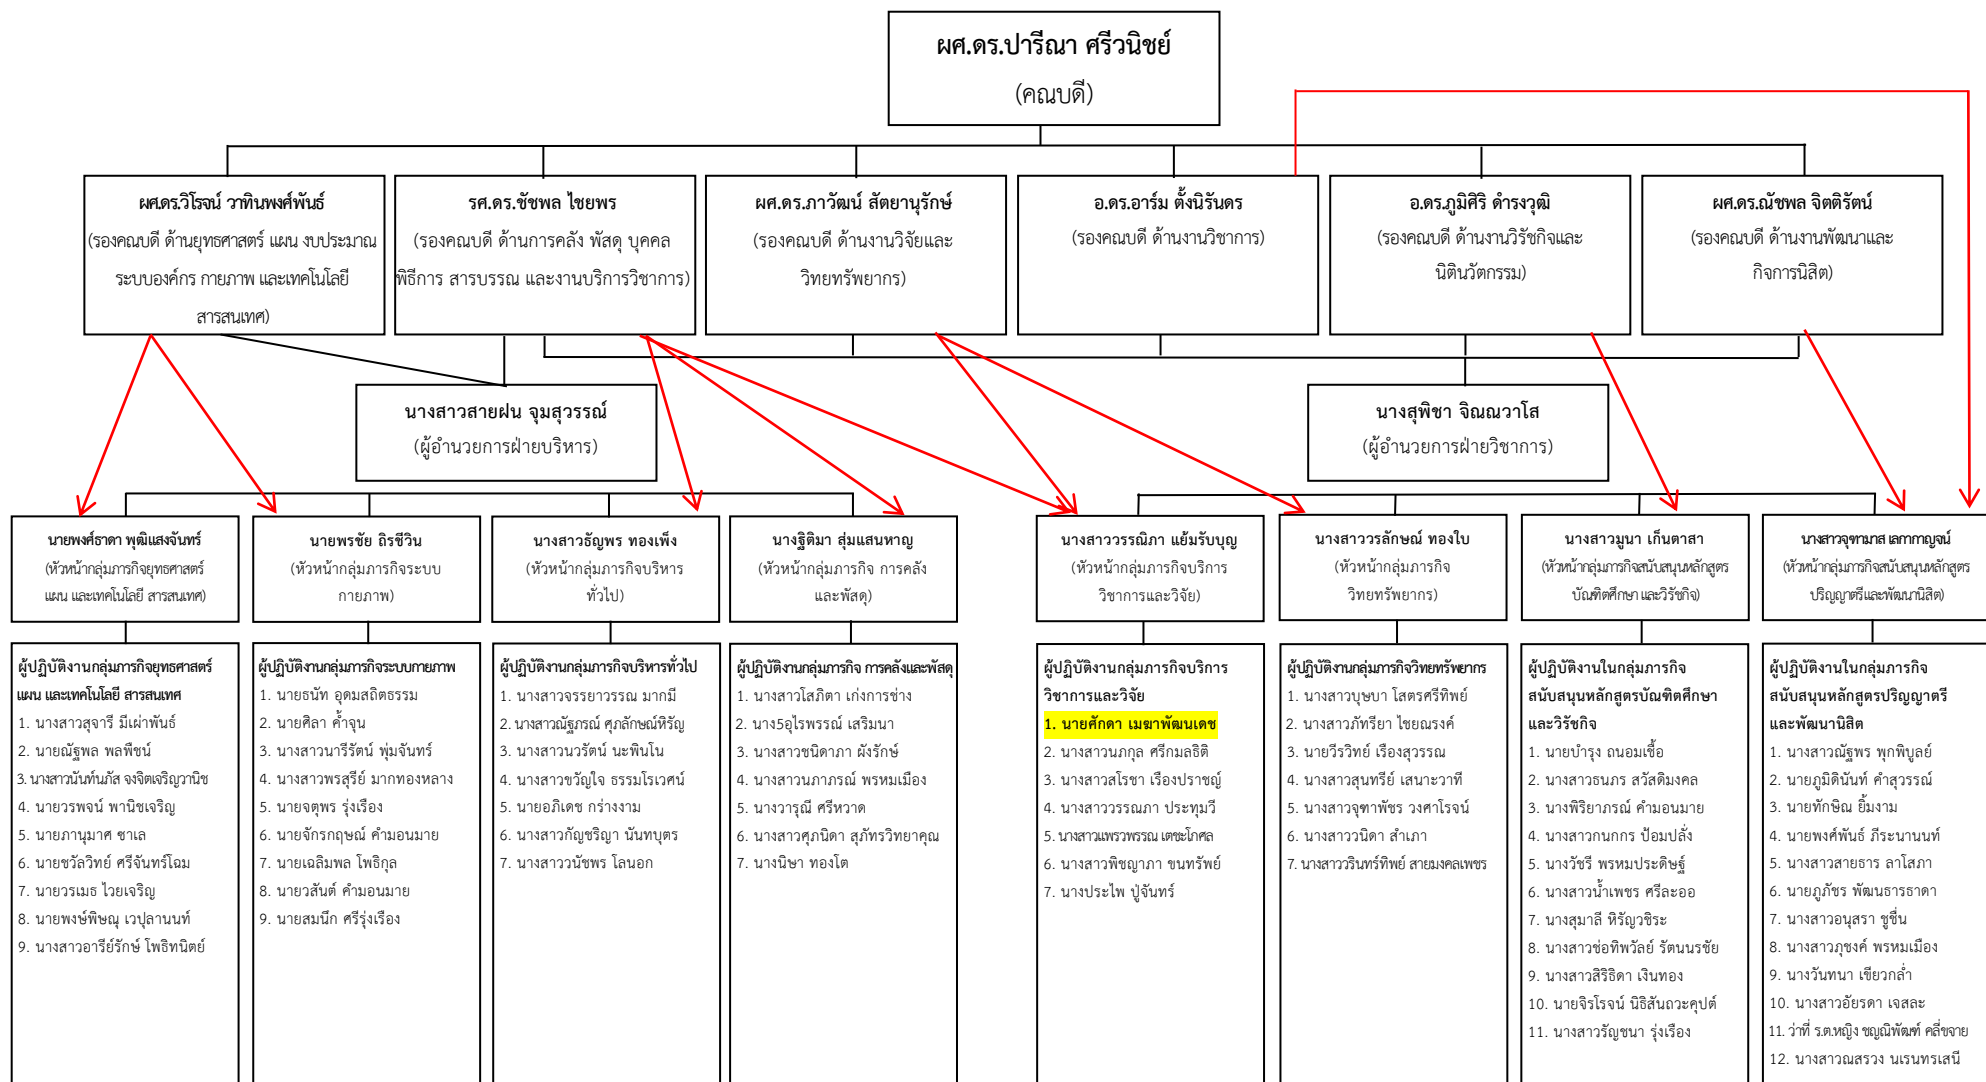 ผศ.ดร.ปารีณา ศรีวนิชย์
(คณบดี)
ผศ.ดร.วิโรจน์ วาทินพงศ์พันธ์
(รองคณบดี ด้านยุทธศาสตร์ แผน งบประมาณ
ระบบองค์กร กายภาพ และเทคโนโลยี
สารสนเทศ)
รศ.ดร.ชัชพล ไชยพร
(รองคณบดี ด้านการคลัง พัสดุ บุคคล
พิธีการ สารบรรณ และงานบริการวิชาการ)
ผศ.ดร.ภาวัฒน์ สัตยานุรักษ์
(รองคณบดี ด้านงานวิจัยและ
วิทยทรัพยากร)
อ.ดร.อาร์ม ตั้งนิรันดร
(รองคณบดี ด้านงานวิชาการ)
อ.ดร.ภูมิศิริ ดำรงวุฒิ
(รองคณบดี ด้านงานวิรัชกิจและ
นิตินวัตกรรม)
ผศ.ดร.ณัชพล จิตติรัตน์
(รองคณบดี ด้านงานพัฒนาและ
กิจการนิสิต)
นางสาวสายฝน จุมสุวรรณ์
(ผู้อำนวยการฝ่ายบริหาร)
นางสุพิชา จิณณวาโส
(ผู้อำนวยการฝ่ายวิชาการ)
นายพงศ์ธาดา พุฒิแสงจันทร์
(หัวหน้ากลุ่มภารกิจยุทธศาสตร์
แผน และเทคโนโลยี สารสนเทศ)
นายพรชัย ถิรชีวิน
(หัวหน้ากลุ่มภารกิจระบบ
กายภาพ)
นางสาวธัญพร ทองเพ็ง
(หัวหน้ากลุ่มภารกิจบริหาร
ทั่วไป)
นางฐิติมา สุ่มแสนหาญ
(หัวหน้ากลุ่มภารกิจ การคลัง
และพัสดุ)
นางสาววรรณิภา แย้มรับบุญ
(หัวหน้ากลุ่มภารกิจบริการ
วิชาการและวิจัย)
นางสาววรลักษณ์ ทองใบ
(หัวหน้ากลุ่มภารกิจ
วิทยทรัพยากร)
นางสาวมูนา เก็นตาสา
(หัวหน้ากลุ่มภารกิจสนับสนุนหลักสูตร
บัณฑิตศึกษา และวิรัชกิจ)
นางสาวจุฑามาส เลกากาญจน์
(หัวหน้ากลุ่มภารกิจสนับสนุนหลักสูตร
ปริญญาตรีและพัฒนานิสิต)
ผู้ปฏิบัติงานกลุ่มภารกิจยุทธศาสตร์
แผน และเทคโนโลยี สารสนเทศ
1. นางสาวสุจารี มีเผ่าพันธ์
2. นายณัฐพล พลพืชน์
3. นางสาวนันท์นภัส จงจิตเจริญวานิช
4. นายวรพจน์ พานิชเจริญ
5. นายภานุมาศ ซาเล
6. นายชวัลวิทย์ ศรีจันทร์โฉม
7. นายวรเมธ ไวยเจริญ
8. นายพงษ์พิษณุ เวปุลานนท์
9. นางสาวอารีย์รักษ์ โพธิทนิตย์
ผู้ปฏิบัติงานกลุ่มภารกิจระบบกายภาพ
1. นายธนัท อุดมสถิตธรรม
2. นายศิลา ค้ำจุน
3. นางสาวนารีรัตน์ พุ่มจันทร์
4. นางสาวพรสุรีย์ มากทองหลาง
5. นายจตุพร รุ่งเรือง
6. นายจักรกฤษณ์ คำมอนมาย
7. นายเฉลิมพล โพธิกุล
8. นายวสันต์ คำมอนมาย
9. นายสมนึก ศรีรุ่งเรือง
ผู้ปฏิบัติงานกลุ่มภารกิจบริหารทั่วไป
1. นางสาวจรรยาวรรณ มากมี
2. นางสาวณัฐภรณ์ ศุภลักษณ์หิรัญ
3. นางสาวนวรัตน์ นะพินโน
4. นางสาวขวัญใจ ธรรมโรเวศน์
5. นายอภิเดช กร่างงาม
6. นางสาวกัญชริญา นันทบุตร
7. นางสาววนัชพร โลนอก
ผู้ปฏิบัติงานกลุ่มภารกิจ การคลังและพัสดุ
1. นางสาวโสภิตา เก่งการช่าง
2. นาง5อุไรพรรณ์ เสริมนา
3. นางสาวชนิดาภา ผังรักษ์
4. นางสาวนภาภรณ์ พรหมเมือง
5. นางวารุณี ศรีหวาด
6. นางสาวศุภนิดา สุภัทรวิทยาคุณ
7. นางนิษา ทองโต
ผู้ปฏิบัติงานกลุ่มภารกิจบริการ
วิชาการและวิจัย
1. นายศักดา เมฆาพัฒนเดช
2. นางสาวนภกุล ศรีกมลธิติ
3. นางสาวสโรชา เรืองปราชญ์
4. นางสาววรรณภา ประทุมวี
5. นางสาวแพรวพรรณ เตชะโกศล
6. นางสาวพิชญาภา ขนทรัพย์
7. นางประไพ ปู่จันทร์
ผู้ปฏิบัติงานกลุ่มภารกิจวิทยทรัพยากร
1. นางสาวบุษบา โสตรศรีทิพย์
2. นางสาวภัทรียา ไชยณรงค์
3. นายวีรวิทย์ เรืองสุวรรณ
4. นางสาวสุนทรีย์ เสนาะวาที
5. นางสาวจุฑาพัชร วงศาโรจน์
6. นางสาววนิดา สำเภา
7. นางสาววรินทร์ทิพย์ สายมงคลเพชร
ผู้ปฏิบัติงานในกลุ่มภารกิจ
สนับสนุนหลักสูตรบัณฑิตศึกษา
และวิรัชกิจ
1. นายบำรุง ถนอมเชื้อ
2. นางสาวธนภร สวัสดิมงคล
3. นางพิริยาภรณ์ คำมอนมาย
4. นางสาวกนกกร ป้อมปลั่ง
5. นางวัชรี พรหมประดิษฐ์
6. นางสาวน้ำเพชร ศรีละออ
7. นางสุมาลี หิรัญวชิระ
8. นางสาวช่อทิพวัลย์ รัตนนรชัย
9. นางสาวสิริธิดา เงินทอง
10. นายจิรโรจน์ นิธิสันถวะคุปต์
11. นางสาวรัญชนา รุ่งเรือง
ผู้ปฏิบัติงานในกลุ่มภารกิจ
สนับสนุนหลักสูตรปริญญาตรี
และพัฒนานิสิต
1. นางสาวณัฐพร พุกพิบูลย์
2. นายภูมิดินันท์ คำสุวรรณ์
3. นายทักษิณ ยิ้มงาม
4. นายพงศ์พันธ์ ภีระนานนท์
5. นางสาวสายธาร ลาโสภา
6. นายภูภัชร พัฒนธารธาดา
7. นางสาวอนุสรา ชูชื่น
8. นางสาวภุชงค์ พรหมเมือง
9. นางวันทนา เขียวกล่ำ
10. นางสาวอัยรดา เจสละ
11. ว่าที่ ร.ต.หญิง ชญณิพัฒฑ์ คลี่ขจาย
12. นางสาวณสรวง นเรนทรเสนี